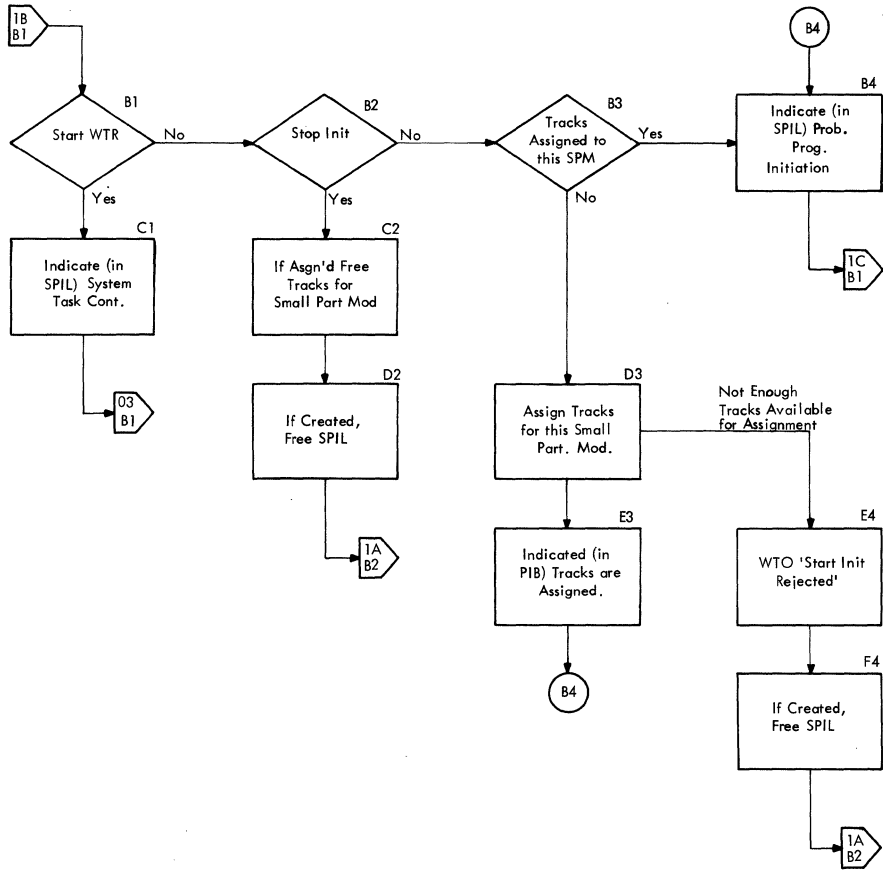 1B
B1
B4
B1
Start WTR
No
Yes
B2
Stop Init
No
Yes
B3
Tracks
Assigned to
this SPM
Yes
No
B4
Indicate (in
SPIL) Prob.
Prog.
Initiation
1C
B1
C1
Indicate (in
SPIL) System
Task Cont.
03
B1
C2
If Asgn'd Free
Tracks for
Small Part Mod
D2
If Created,
Free SPIL
1A
B2
D3
Assign Tracks
for this Small
Part. Mod.
Not Enough
Tracks Available
for Assignment
E3
Indicated (in
PIB) Tracks are
Assigned.
B4
E4
WTO 'Start Init
Rejected'
F4
If Created,
Free SPIL
1A
B2